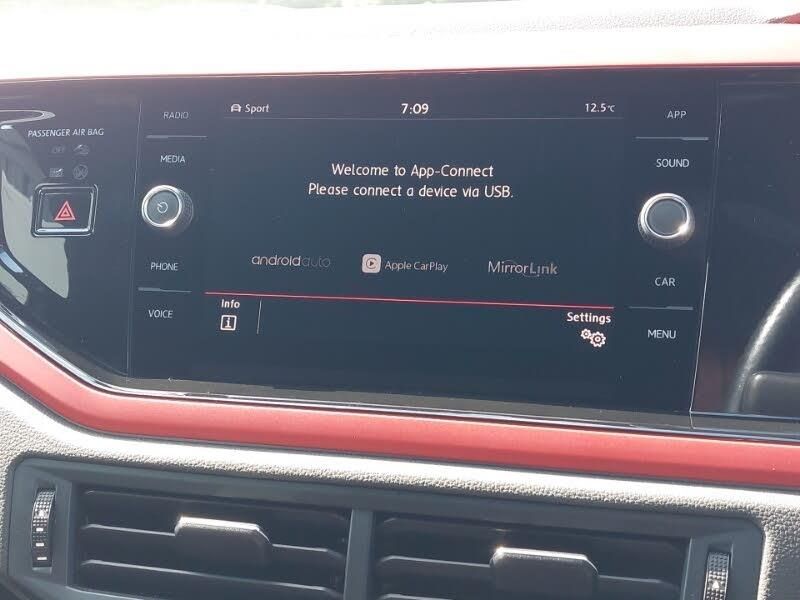 PASSENGER AIR BAG
OFF
RADIO
MEDIA
PHONE
VOICE
Sport
7:09
12.5°C
Welcome to App-Connect
Please connect a device via USB.
androidauto
Apple CarPlay
MirrorLink
Info
Settings
APP
SOUND
CAR
MENU